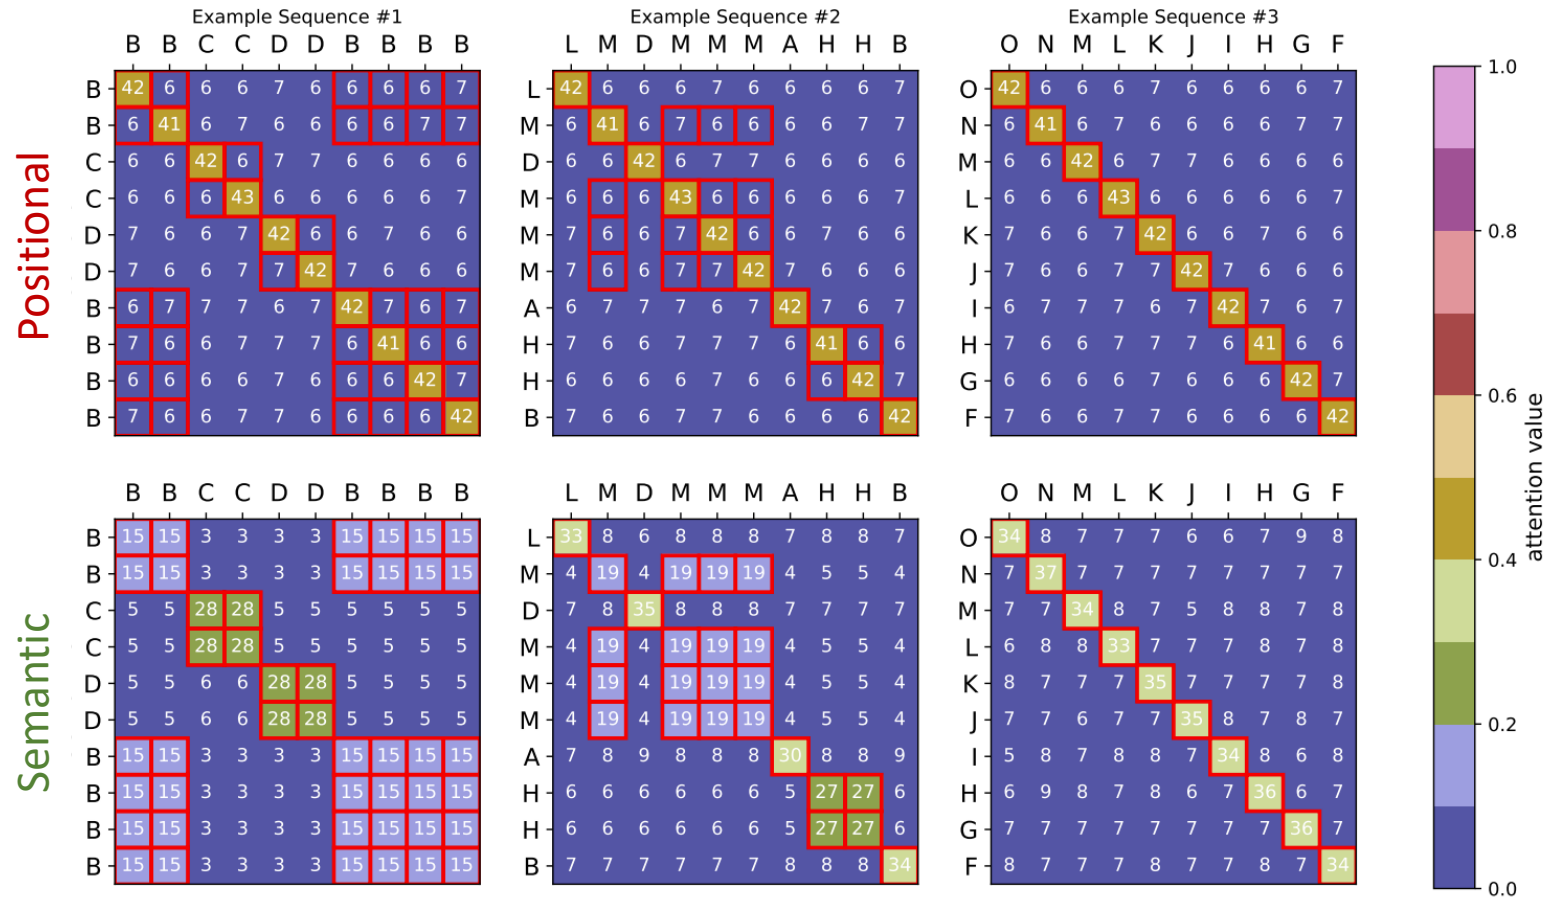 Example Sequence #1 Example Sequence #2 Example Sequence #3
B B C C D D B B B B L M D M M M A H H B O N M L K J I H G F
Positional
B 42 6 6 6 7 6 6 6 6 7 L 42 6 6 6 7 6 6 6 6 7 O 42 6 6 6 7 6 6 6 6 7
B 6 41 6 7 6 6 6 6 7 7 M 6 41 6 7 6 6 6 6 7 7 N 6 41 6 7 6 6 6 6 7 7
C 6 6 42 6 7 7 6 6 6 6 D 6 6 42 6 7 7 6 6 6 6 M 6 6 42 6 7 7 6 6 6 6
C 6 6 6 43 6 6 6 6 6 7 M 6 6 6 43 6 6 6 6 6 7 L 6 6 6 43 6 6 6 6 6 7
D 7 6 6 7 42 6 6 7 6 6 M 7 6 6 7 42 6 6 7 6 6 K 7 6 6 7 42 6 6 7 6 6
D 7 6 6 7 7 42 7 6 6 6 M 7 6 6 7 7 42 7 6 6 6 J 7 6 6 7 7 42 7 6 6 6
B 6 7 7 7 6 7 42 7 6 7 A 6 7 7 7 6 7 42 7 6 7 I 6 7 7 7 6 7 42 7 6 7
B 7 6 6 7 7 7 6 41 6 6 H 7 6 6 7 7 7 6 41 6 6 H 7 6 6 7 7 7 6 41 6 6
B 6 6 6 6 7 6 6 6 42 7 H 6 6 6 6 7 6 6 6 42 7 G 6 6 6 6 7 6 6 6 42 7
B 7 6 6 7 7 6 6 6 6 42 B 7 6 6 7 7 6 6 6 6 42 F 7 6 6 7 7 6 6 6 6 42
B B C C D D B B B B L M D M M M A H H B O N M L K J I H G F
Semantic
B 15 15 3 3 3 3 15 15 15 15 L 33 8 6 8 8 8 7 8 8 7 O 34 8 7 7 7 6 6 7 9 8
B 15 15 3 3 3 3 15 15 15 15 M 4 19 4 19 19 19 4 5 5 4 N 7 37 7 7 7 7 7 7 7 7
C 5 5 28 28 5 5 5 5 5 5 D 7 8 35 8 8 8 7 7 7 7 M 7 7 34 8 7 5 8 8 7 8
C 5 5 28 28 5 5 5 5 5 5 M 4 19 4 19 19 19 4 5 5 4 L 6 8 8 33 7 7 7 8 7 8
D 5 5 6 6 28 28 5 5 5 5 M 4 19 4 19 19 19 4 5 5 4 K 8 7 7 7 35 7 7 7 7 8
D 5 5 6 6 28 28 5 5 5 5 M 4 19 4 19 19 19 4 5 5 4 J 7 7 6 7 7 35 8 7 8 7
B 15 15 3 3 3 3 15 15 15 15 A 7 8 9 8 8 8 30 8 8 9 I 5 8 7 8 8 7 34 8 6 8
B 15 15 3 3 3 3 15 15 15 15 H 6 6 6 6 6 6 5 27 27 6 H 6 9 8 7 8 6 7 36 6 7
B 15 15 3 3 3 3 15 15 15 15 H 6 6 6 6 6 6 5 27 27 6 G 7 7 7 7 7 7 7 7 36 7
B 15 15 3 3 3 3 15 15 15 15 B 7 7 7 7 7 7 8 8 8 34 F 8 7 7 7 8 7 7 8 7 34
1.0
0.8
0.6
0.4
0.2
0.0
attention value